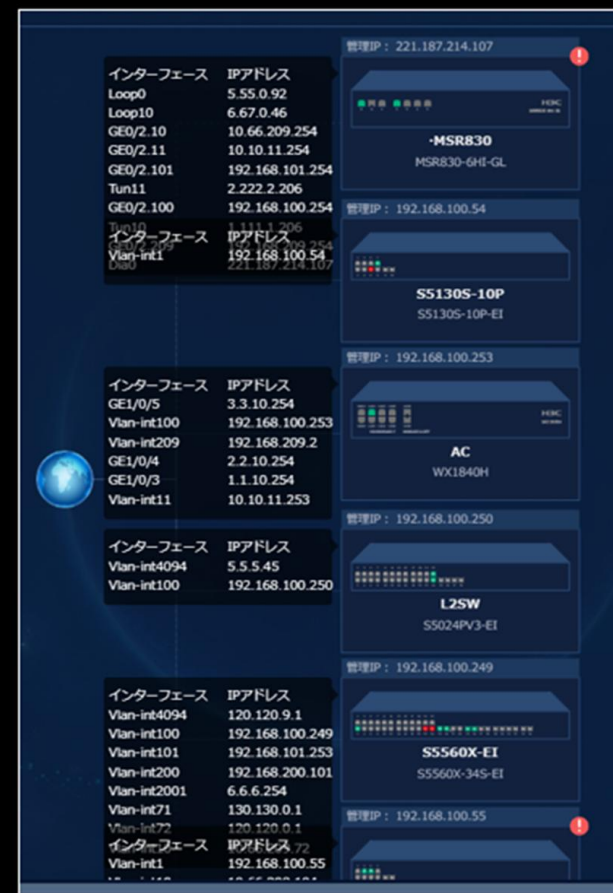 管理IP： 221.187.214.107
インターフェース IPアドレス
Loop0 5.55.0.92
Loop10 6.67.0.46
GE0/2.10 10.66.209.254
GE0/2.11 10.10.11.254
GE0/2.101 192.168.101.254
Tun11 2.222.2.206
GE0/2.100 192.168.100.254
Tun10 1.111.1.206
Dia0 221.187.214.107
H3C
-MSR830
MSR830-6HI-GL
管理IP： 192.168.100.54
インターフェース IPアドレス
Vlan-int1 192.168.100.54
S5130S-10P
S5130S-10P-EI
管理IP： 192.168.100.253
インターフェース IPアドレス
GE1/0/5 3.3.10.254
Vlan-int100 192.168.100.253
Vlan-int209 192.168.209.2
GE1/0/4 2.2.10.254
GE1/0/3 1.1.10.254
Vlan-int11 10.10.11.253
H3C
AC
WX1840H
管理IP： 192.168.100.250
インターフェース IPアドレス
Vlan-int4094 5.5.5.45
Vlan-int100 192.168.100.250
L2SW
S5024PV3-EI
管理IP： 192.168.100.249
インターフェース IPアドレス
Vlan-int4094 120.120.9.1
Vlan-int100 192.168.100.249
Vlan-int101 192.168.101.253
Vlan-int200 192.168.200.101
Vlan-int2001 6.6.6.254
Vlan-int71 130.130.0.1
Vlan-int72 120.120.0.1
S5560X-EI
S5560X-34S-EI
管理IP： 192.168.100.55
インターフェース IPアドレス
Vlan-int1 192.168.100.55